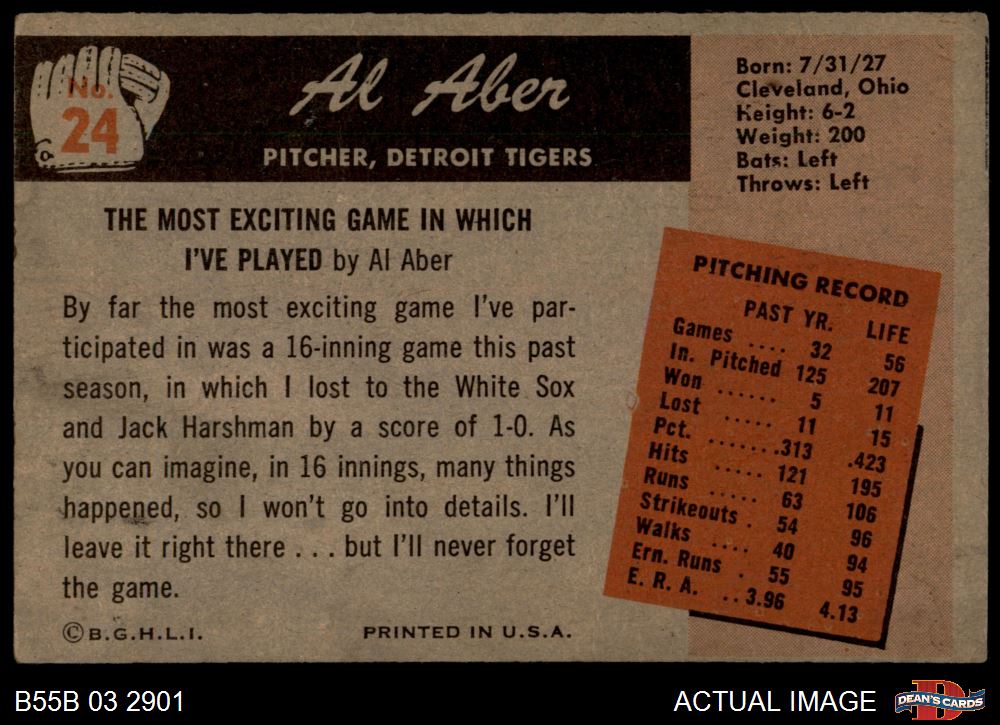 No.
24
Al Aber
PITCHER, DETROIT TIGERS
Born: 7/31/27
Cleveland, Ohio
Height: 6-2
Weight: 200
Bats: Left
Throws: Left
THE MOST EXCITING GAME IN WHICH
I'VE PLAYED by Al Aber
By far the most exciting game I've par-
ticipated in was a 16-inning game this past
season, in which I lost to the White Sox
and Jack Harshman by a score of 1-0. As
you can imagine, in 16 innings, many things
happened, so I won't go into details. I'll
leave it right there . . . but I'll never forget
the game.
© B.G.H.L.I. PRINTED IN U.S.A.
PITCHING RECORD
PAST YR. LIFE
Games .... 32 56
In. Pitched 125 207
Won ...... 5 11
Lost ..... 11 15
Pct. .......313 .423
Hits ..... 121 195
Runs ..... 63 106
Strikeouts . 54 96
Walks .... 40 94
Ern. Runs . 55 95
E. R. A. ..3.96 4.13
B55B 03 2901
ACTUAL IMAGE
D
DEAN'S CARDS